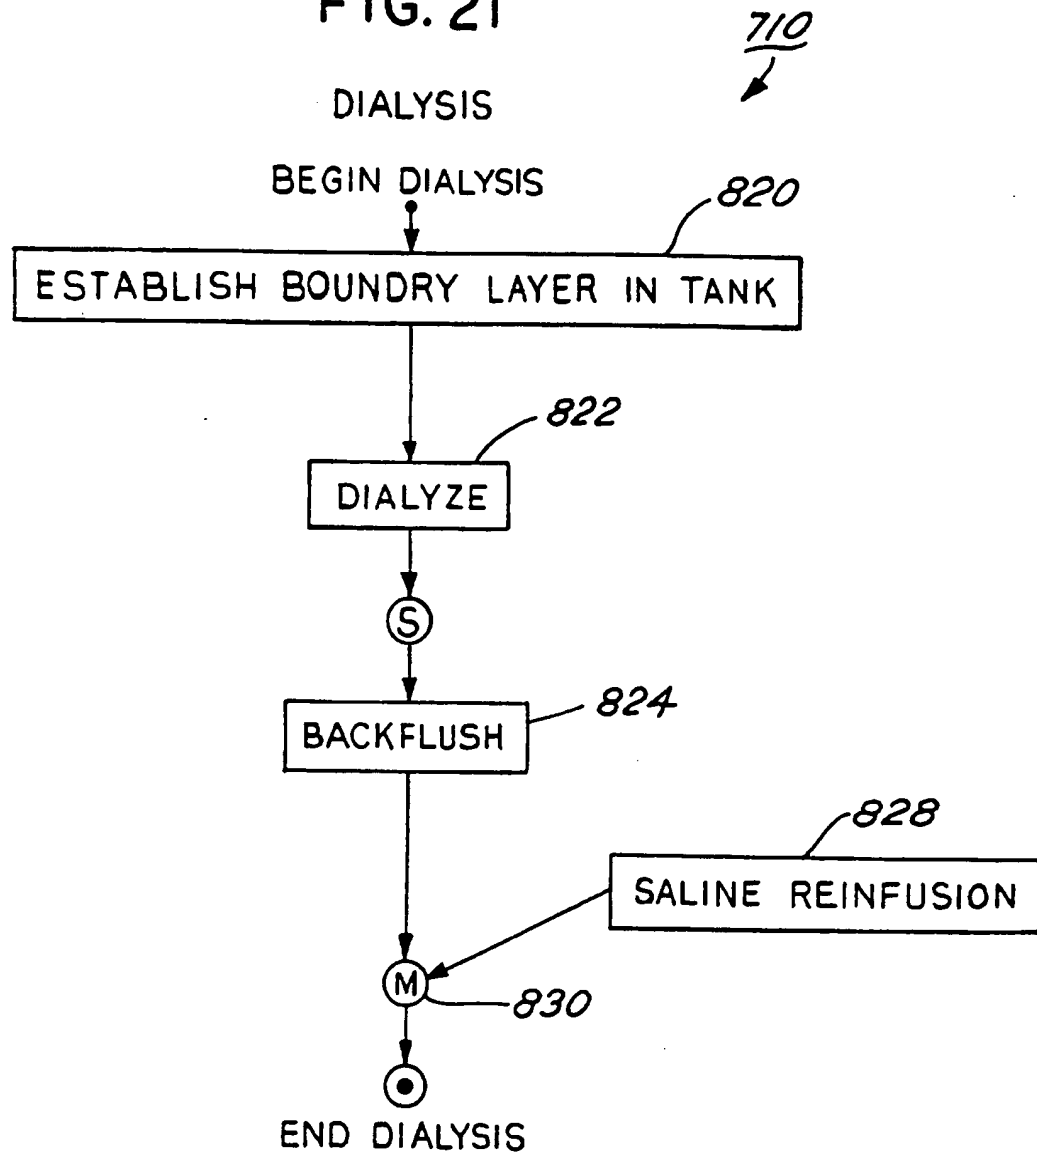 FIG. 21
710
DIALYSIS
BEGIN DIALYSIS
820
ESTABLISH BOUNDRY LAYER IN TANK
822
DIALYZE
S
BACKFLUSH
824
828
SALINE REINFUSION
M
830
END DIALYSIS